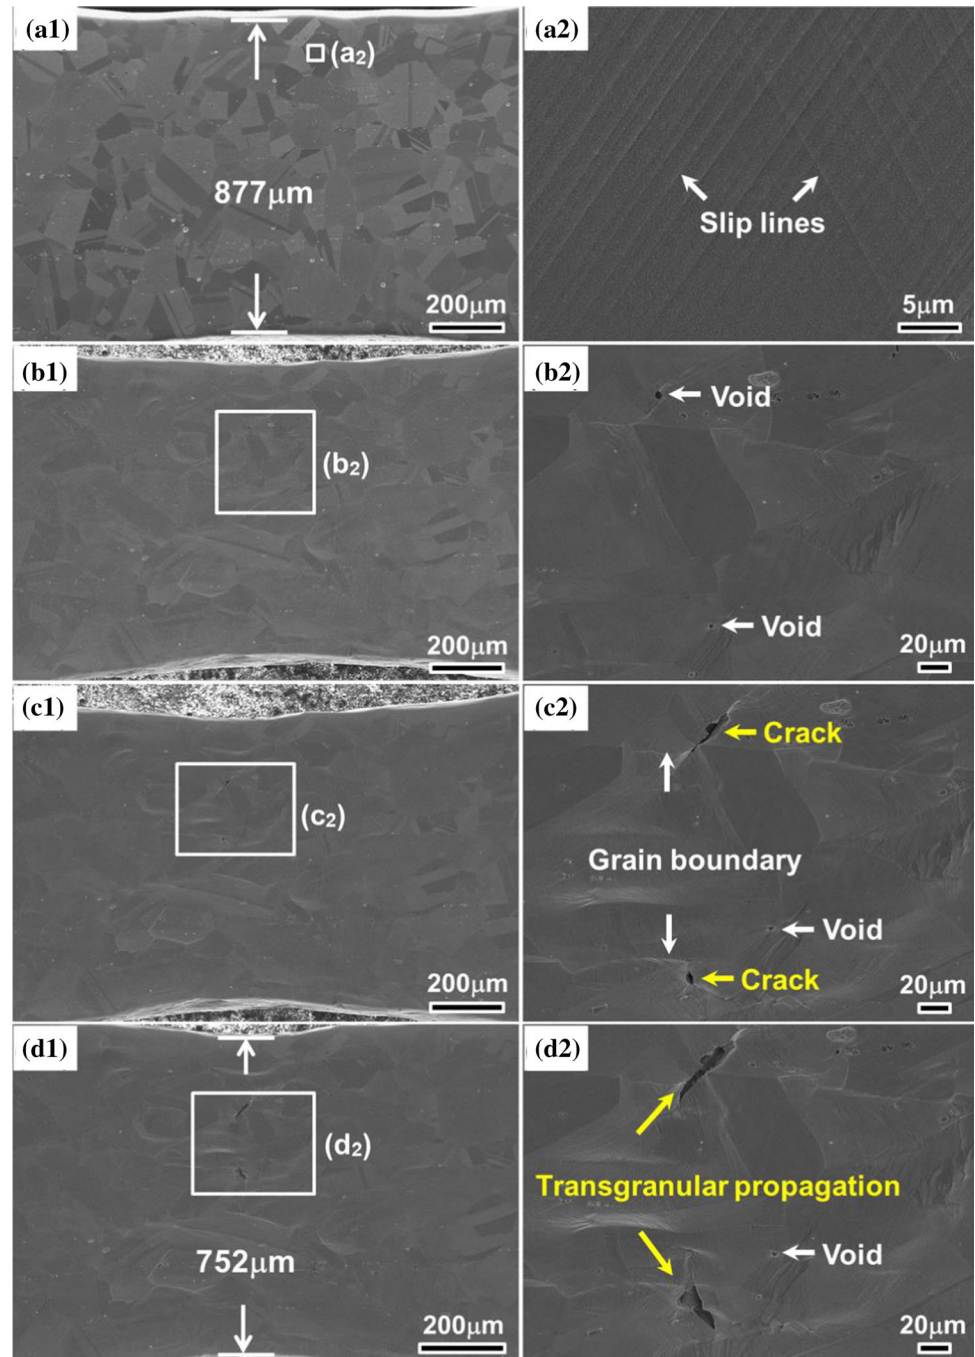 (a1)
(a₂)
877μm
200μm
(a2)
Slip lines
5μm
(b1)
(b₂)
200μm
(b2)
Void
Void
20μm
(c1)
(c₂)
200μm
(c2)
Crack
Grain boundary
Void
Crack
20μm
(d1)
(d₂)
752μm
200μm
(d2)
Transgranular propagation
Void
20μm